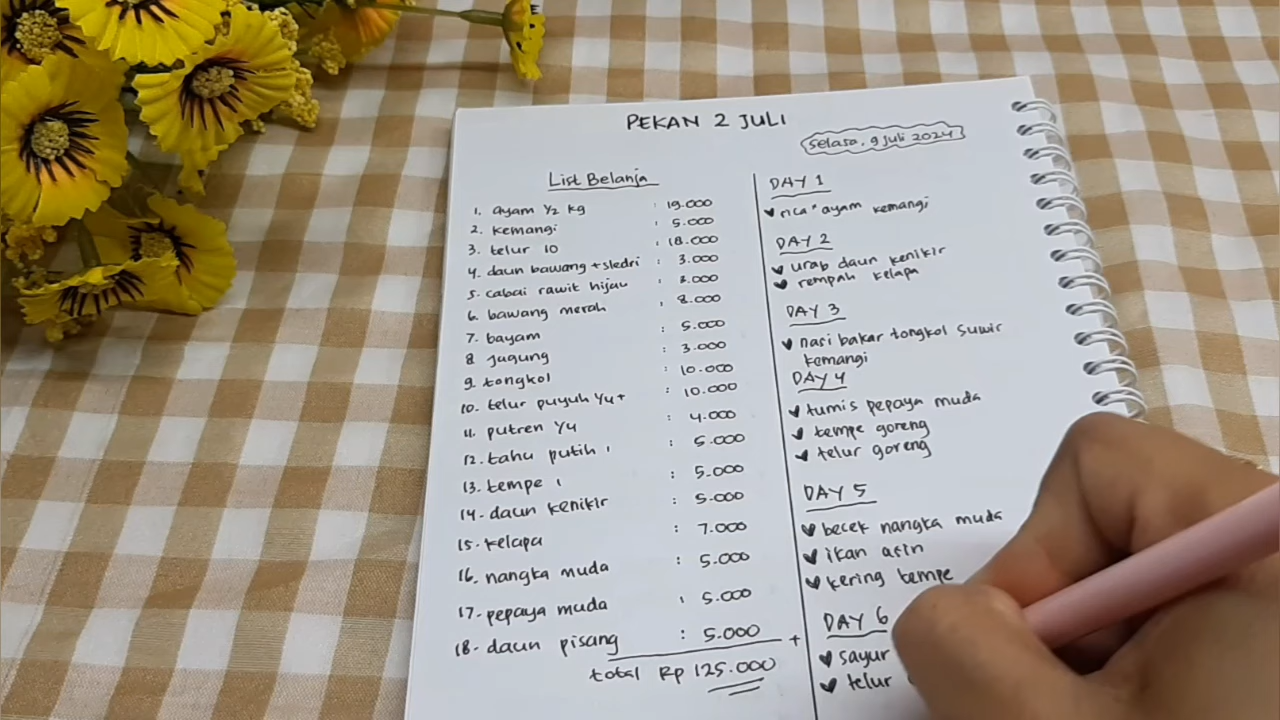 PEKAN 2 JULI
Selasa, 9 Juli 2024
List Belanja
1. ayam 1/2 kg : 19.000
2. kemangi : 5.000
3. telur 10 : 18.000
4. daun bawang + sledri : 3.000
5. cabai rawit hijau : 3.000
6. bawang merah : 8.000
7. bayam : 5.000
8. jagung : 3.000
9. tongkol : 10.000
10. telur puyuh 1/4+ : 10.000
11. putren 1/4 : 4.000
12. tahu putih 1 : 5.000
13. tempe 1 : 5.000
14. daun kenikir : 5.000
15. kelapa : 7.000
16. nangka muda : 5.000
17. pepaya muda : 5.000
18. daun pisang : 5.000 +
total Rp 125.000
DAY 1
rica" ayam kemangi
DAY 2
urab daun kenikir
rempah kelapa
DAY 3
nasi bakar tongkol suwir
kemangi
DAY 4
tumis pepaya muda
tempe goreng
telur goreng
DAY 5
becek nangka muda
ikan asin
kering tempe
DAY 6
sayur
telur